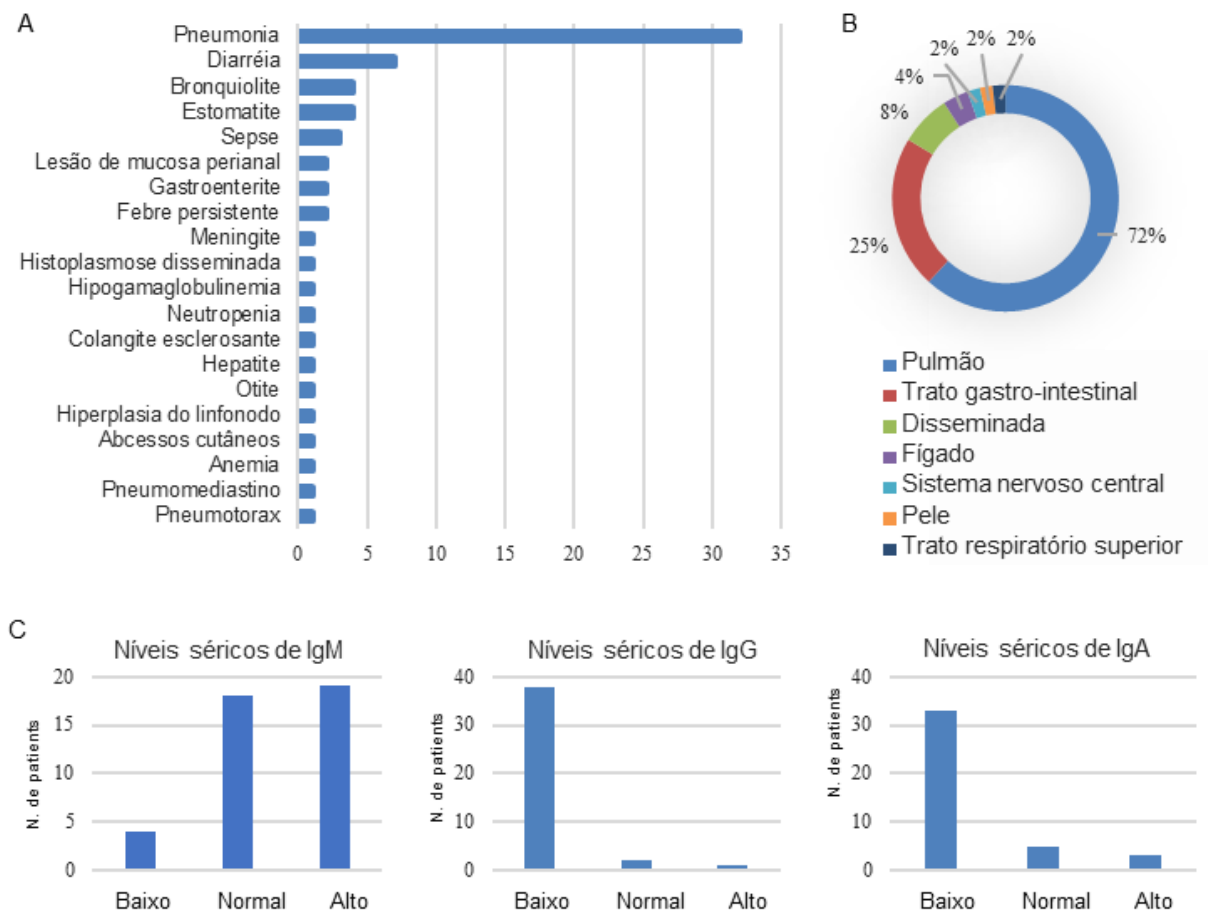 A
Pneumonia
Diarréia
Bronquiolite
Estomatite
Sepse
Lesão de mucosa perianal
Gastroenterite
Febre persistente
Meningite
Histoplasmose disseminada
Hipogamaglobulinemia
Neutropenia
Colangite esclerosante
Hepatite
Otite
Hiperplasia do linfonodo
Abcessos cutâneos
Anemia
Pneumomediastino
Pneumotorax
0 5 10 15 20 25 30 35
B
2% 2% 2%
4%
8%
25%
72%
Pulmão
Trato gastro-intestinal
Disseminada
Fígado
Sistema nervoso central
Pele
Trato respiratório superior
C
Níveis séricos de IgM
N. de patients
20
15
10
5
0
Baixo Normal Alto
Níveis séricos de IgG
N. de patients
40
30
20
10
0
Baixo Normal Alto
Níveis séricos de IgA
N. de patients
40
30
20
10
0
Baixo Normal Alto